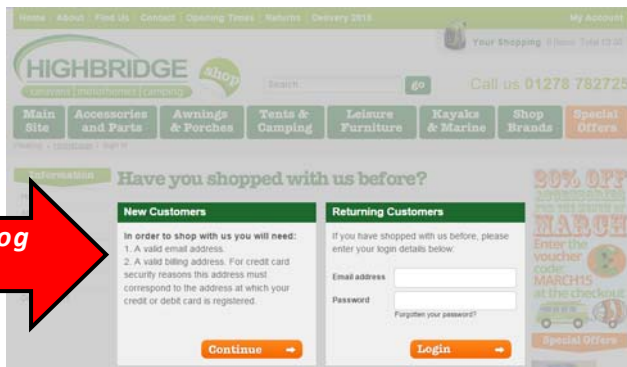 Home | About | Find Us | Contact | Opening Times | Returns | Delivery 2015
My Account
HIGHBRIDGE
caravans | motorhomes | camping
shop
Search
go
Your Shopping
Call us 01278 782725
Main Site
Accessories and Parts
Awnings & Porches
Tents & Camping
Leisure Furniture
Kayaks & Marine
Shop Brands
Special Offers
Information
Have you shopped with us before?
og
New Customers
In order to shop with us you will need:
1. A valid email address.
2. A valid billing address. For credit card
security reasons this address must
correspond to the address at which your
credit or debit card is registered.
Continue
Returning Customers
If you have shopped with us before, please
enter your login details below:
Email address
Password
Forgotten your password?
Login
20% OFF
MARCH
Enter the
voucher
code:
MARCH15
at the checkout
Special Offers